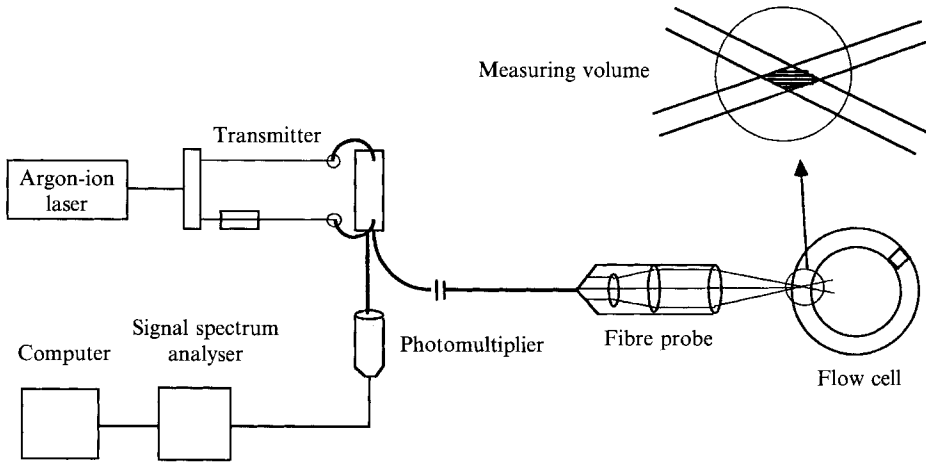 Measuring volume
Transmitter
Argon-ion
laser
Signal spectrum
analyser
Computer
Photomultiplier
Fibre probe
Flow cell